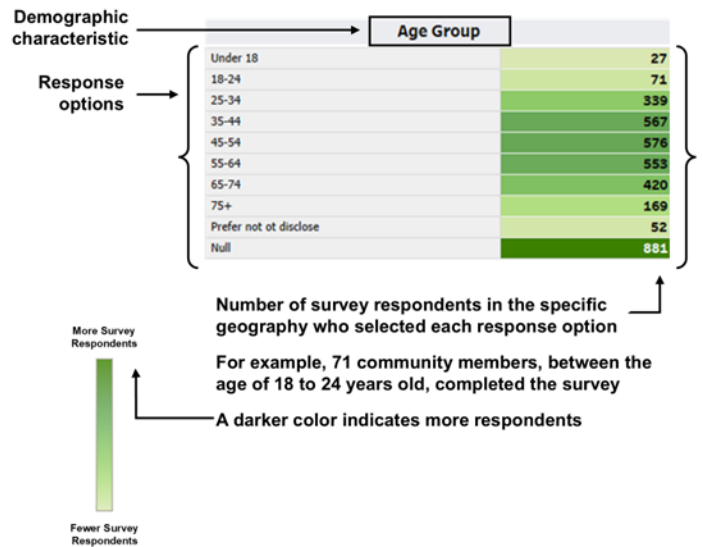 Demographic
characteristic
Age Group
Response
options
Under 18 27
18-24 71
25-34 339
35-44 567
45-54 576
55-64 553
65-74 420
75+ 169
Prefer not ot disclose 52
Null 881
Number of survey respondents in the specific
geography who selected each response option
For example, 71 community members, between the
age of 18 to 24 years old, completed the survey
A darker color indicates more respondents
More Survey
Respondents
Fewer Survey
Respondents